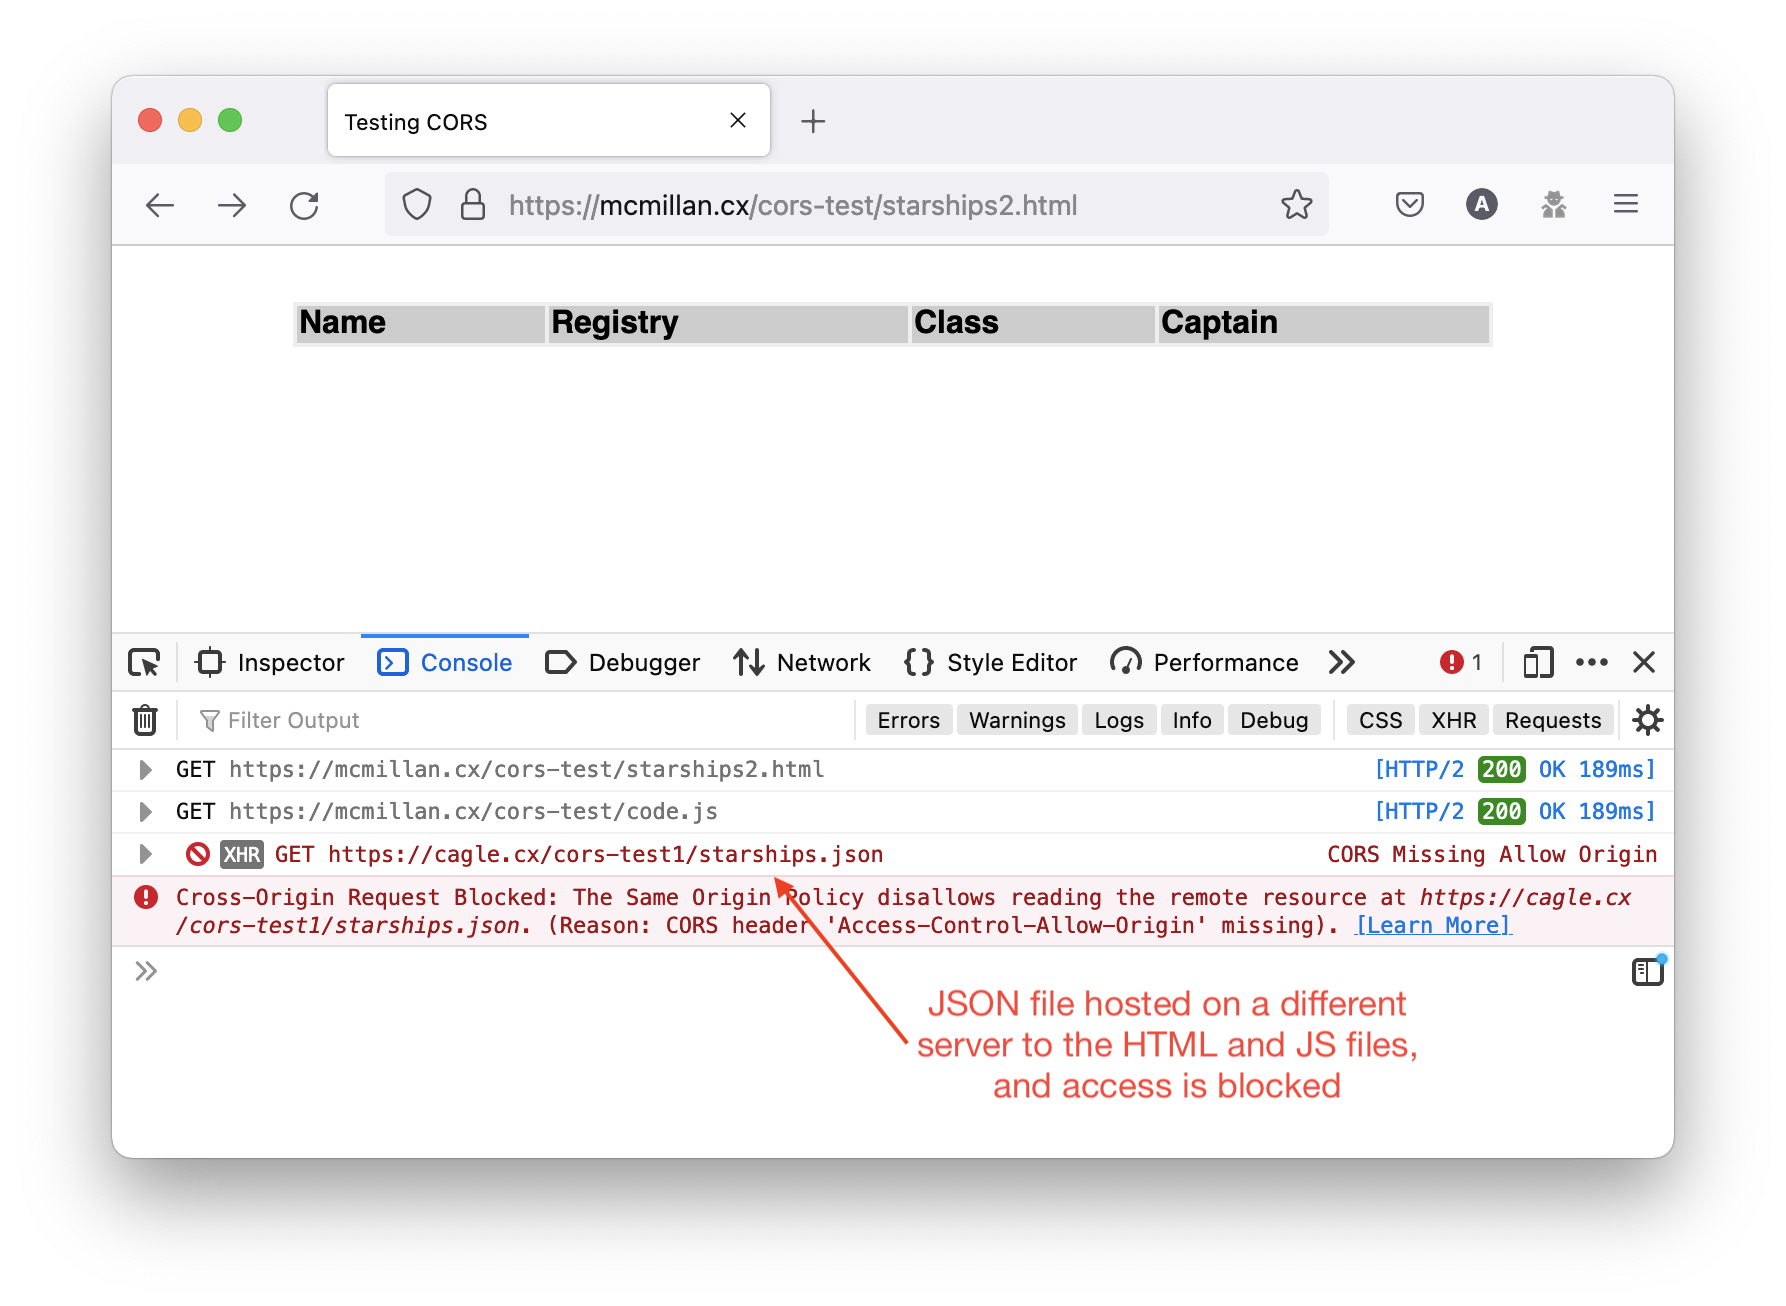 Testing CORS
https://mcmillan.cx/cors-test/starships2.html
A
Name Registry Class Captain
Inspector Console Debugger Network Style Editor Performance 1
Filter Output Errors Warnings Logs Info Debug CSS XHR Requests
GET https://mcmillan.cx/cors-test/starships2.html [HTTP/2 200 OK 189ms]
GET https://mcmillan.cx/cors-test/code.js [HTTP/2 200 OK 189ms]
XHR GET https://cagle.cx/cors-test1/starships.json CORS Missing Allow Origin
Cross-Origin Request Blocked: The Same Origin Policy disallows reading the remote resource at https://cagle.cx
/cors-test1/starships.json. (Reason: CORS header 'Access-Control-Allow-Origin' missing). [Learn More]
JSON file hosted on a different
server to the HTML and JS files,
and access is blocked